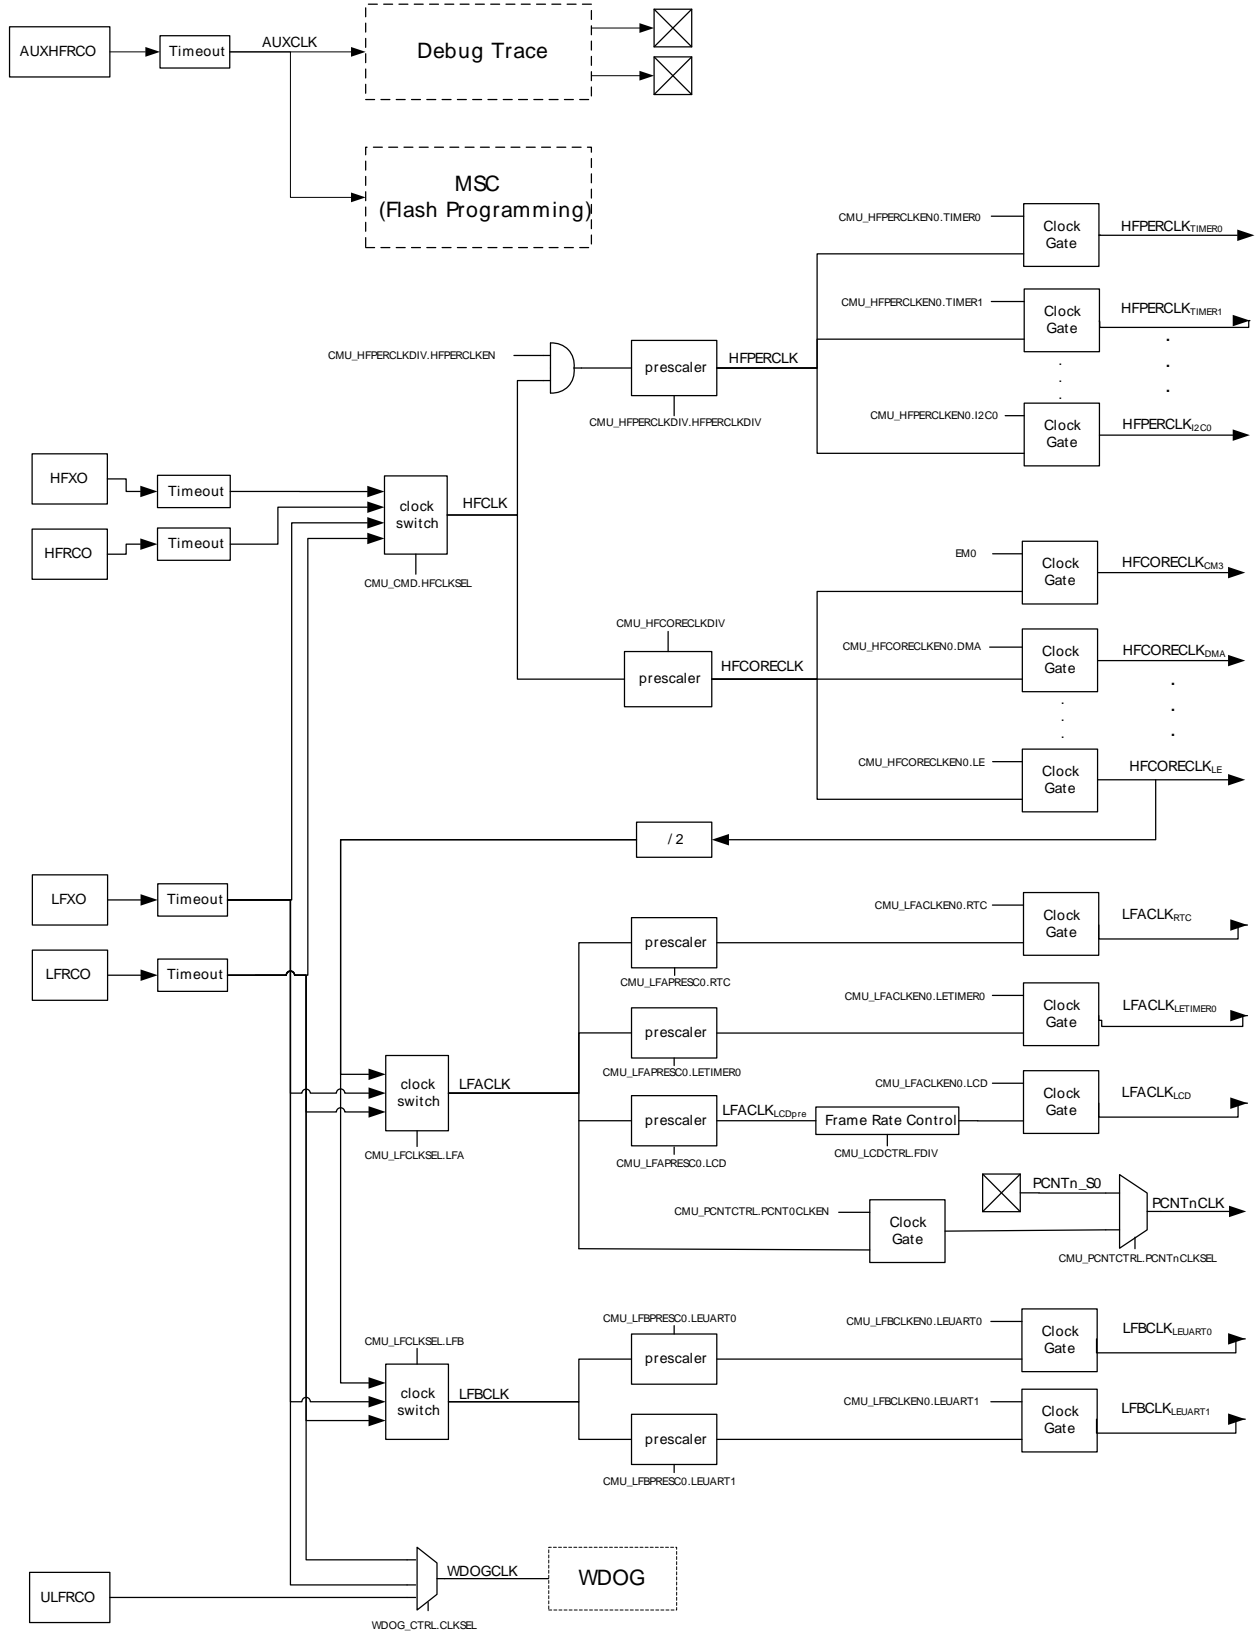 AUXHFRCO
Timeout
AUXCLK
Debug Trace
MSC
(Flash Programming)
CMU_HFPERCLKEN0.TIMER0
Clock
Gate
HFPERCLKTIMER0
CMU_HFPERCLKEN0.TIMER1
Clock
Gate
HFPERCLKTIMER1
CMU_HFPERCLKDIV.HFPERCLKEN
prescaler
HFPERCLK
CMU_HFPERCLKDIV.HFPERCLKDIV
CMU_HFPERCLKEN0.I2C0
Clock
Gate
HFPERCLKI2C0
HFXO
Timeout
HFRCO
Timeout
clock
switch
HFCLK
CMU_CMD.HFCLKSEL
EM0
Clock
Gate
HFCORECLKCM3
CMU_HFCORECLKDIV
prescaler
HFCORECLK
CMU_HFCORECLKEN0.DMA
Clock
Gate
HFCORECLKDMA
CMU_HFCORECLKEN0.LE
Clock
Gate
HFCORECLKLE
/ 2
LFXO
Timeout
LFRCO
Timeout
CMU_LFACLKEN0.RTC
Clock
Gate
LFACLKRTC
prescaler
CMU_LFAPRESC0.RTC
CMU_LFACLKEN0.LETIMER0
Clock
Gate
LFACLKLETIMER0
prescaler
CMU_LFAPRESC0.LETIMER0
clock
switch
LFACLK
CMU_LFCLKSEL.LFA
CMU_LFACLKEN0.LCD
Clock
Gate
LFACLKLCD
prescaler
LFACLKLCDpre
Frame Rate Control
CMU_LFAPRESC0.LCD
CMU_LCDCTRL.FDIV
PCNTn_S0
PCNTnCLK
CMU_PCNTCTRL.PCNT0CLKEN
Clock
Gate
CMU_PCNTCTRL.PCNTnCLKSEL
CMU_LFCLKSEL.LFB
clock
switch
LFBCLK
CMU_LFBPRESC0.LEUART0
prescaler
CMU_LFBCLKEN0.LEUART0
Clock
Gate
LFBCLKLEUART0
CMU_LFBCLKEN0.LEUART1
Clock
Gate
LFBCLKLEUART1
prescaler
CMU_LFBPRESC0.LEUART1
ULFRCO
WDOGCLK
WDOG
WDOG_CTRL.CLKSEL